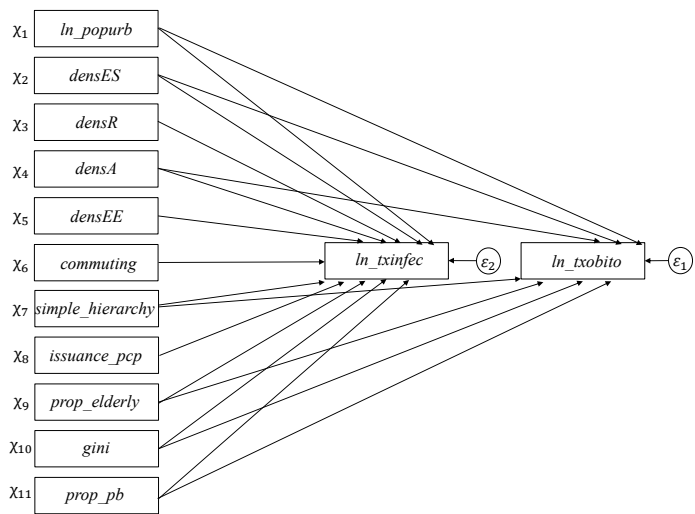 χ1 ln_popurb
χ2 densES
χ3 densR
χ4 densA
χ5 densEE
χ6 commuting ln_txinfec ε2 ln_txobito ε1
χ7 simple_hierarchy
χ8 issuance_pcp
χ9 prop_elderly
χ10 gini
χ11 prop_pb